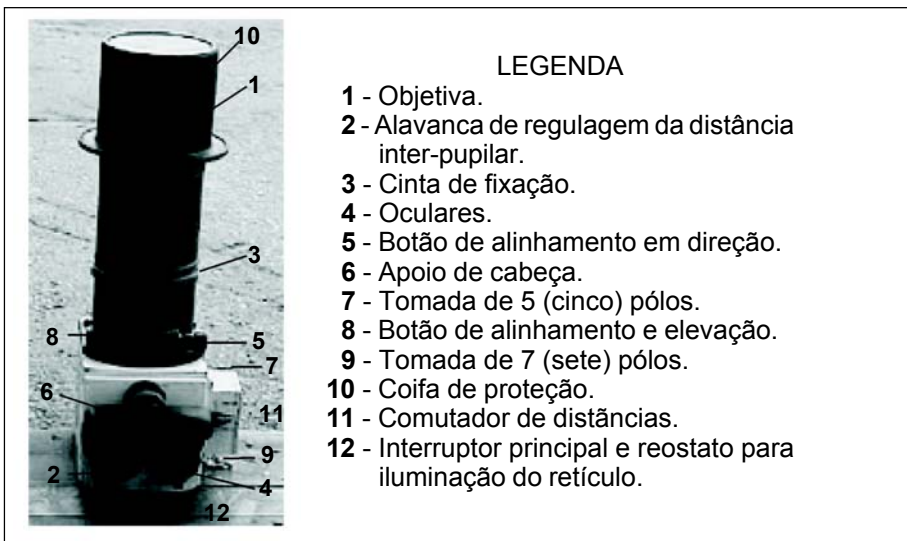 10
1
3
8
5
7
6
11
9
2
4
12
LEGENDA
1 - Objetiva.
2 - Alavanca de regulagem da distância
inter-pupilar.
3 - Cinta de fixação.
4 - Oculares.
5 - Botão de alinhamento em direção.
6 - Apoio de cabeça.
7 - Tomada de 5 (cinco) pólos.
8 - Botão de alinhamento e elevação.
9 - Tomada de 7 (sete) pólos.
10 - Coifa de proteção.
11 - Comutador de distãncias.
12 - Interruptor principal e reostato para
iluminação do retículo.